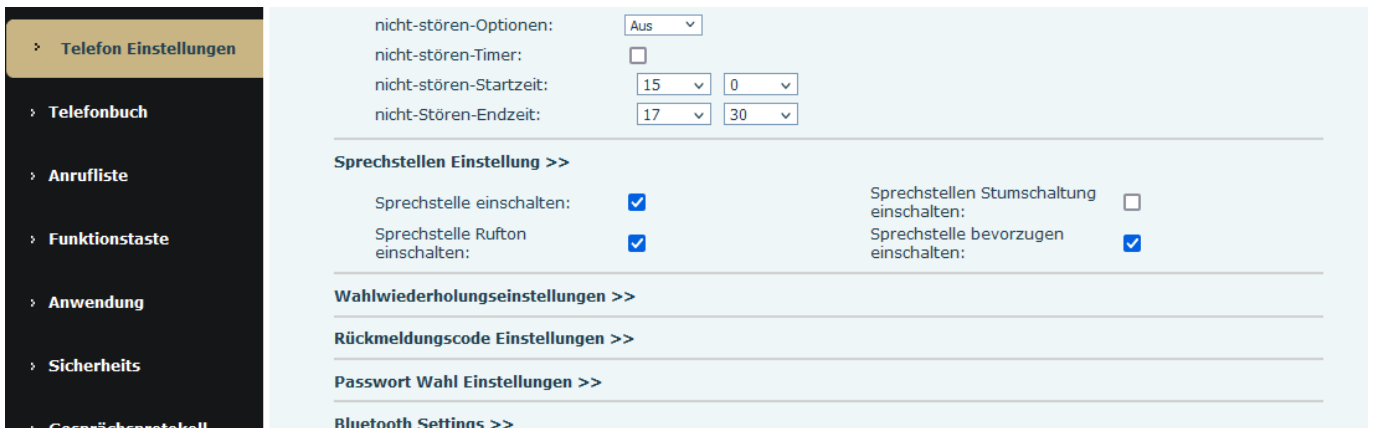 Telefon Einstellungen
Telefonbuch
Anrufliste
Funktionstaste
Anwendung
Sicherheits
Gesprächsprotokoll
nicht-stören-Optionen: Aus
nicht-stören-Timer:
nicht-stören-Startzeit: 15 0
nicht-Stören-Endzeit: 17 30
Sprechstellen Einstellung >>
Sprechstelle einschalten:
Sprechstellen Stumschaltung
einschalten:
Sprechstelle Rufton
einschalten:
Sprechstelle bevorzugen
einschalten:
Wahlwiederholungseinstellungen >>
Rückmeldungscode Einstellungen >>
Passwort Wahl Einstellungen >>
Bluetooth Settings >>